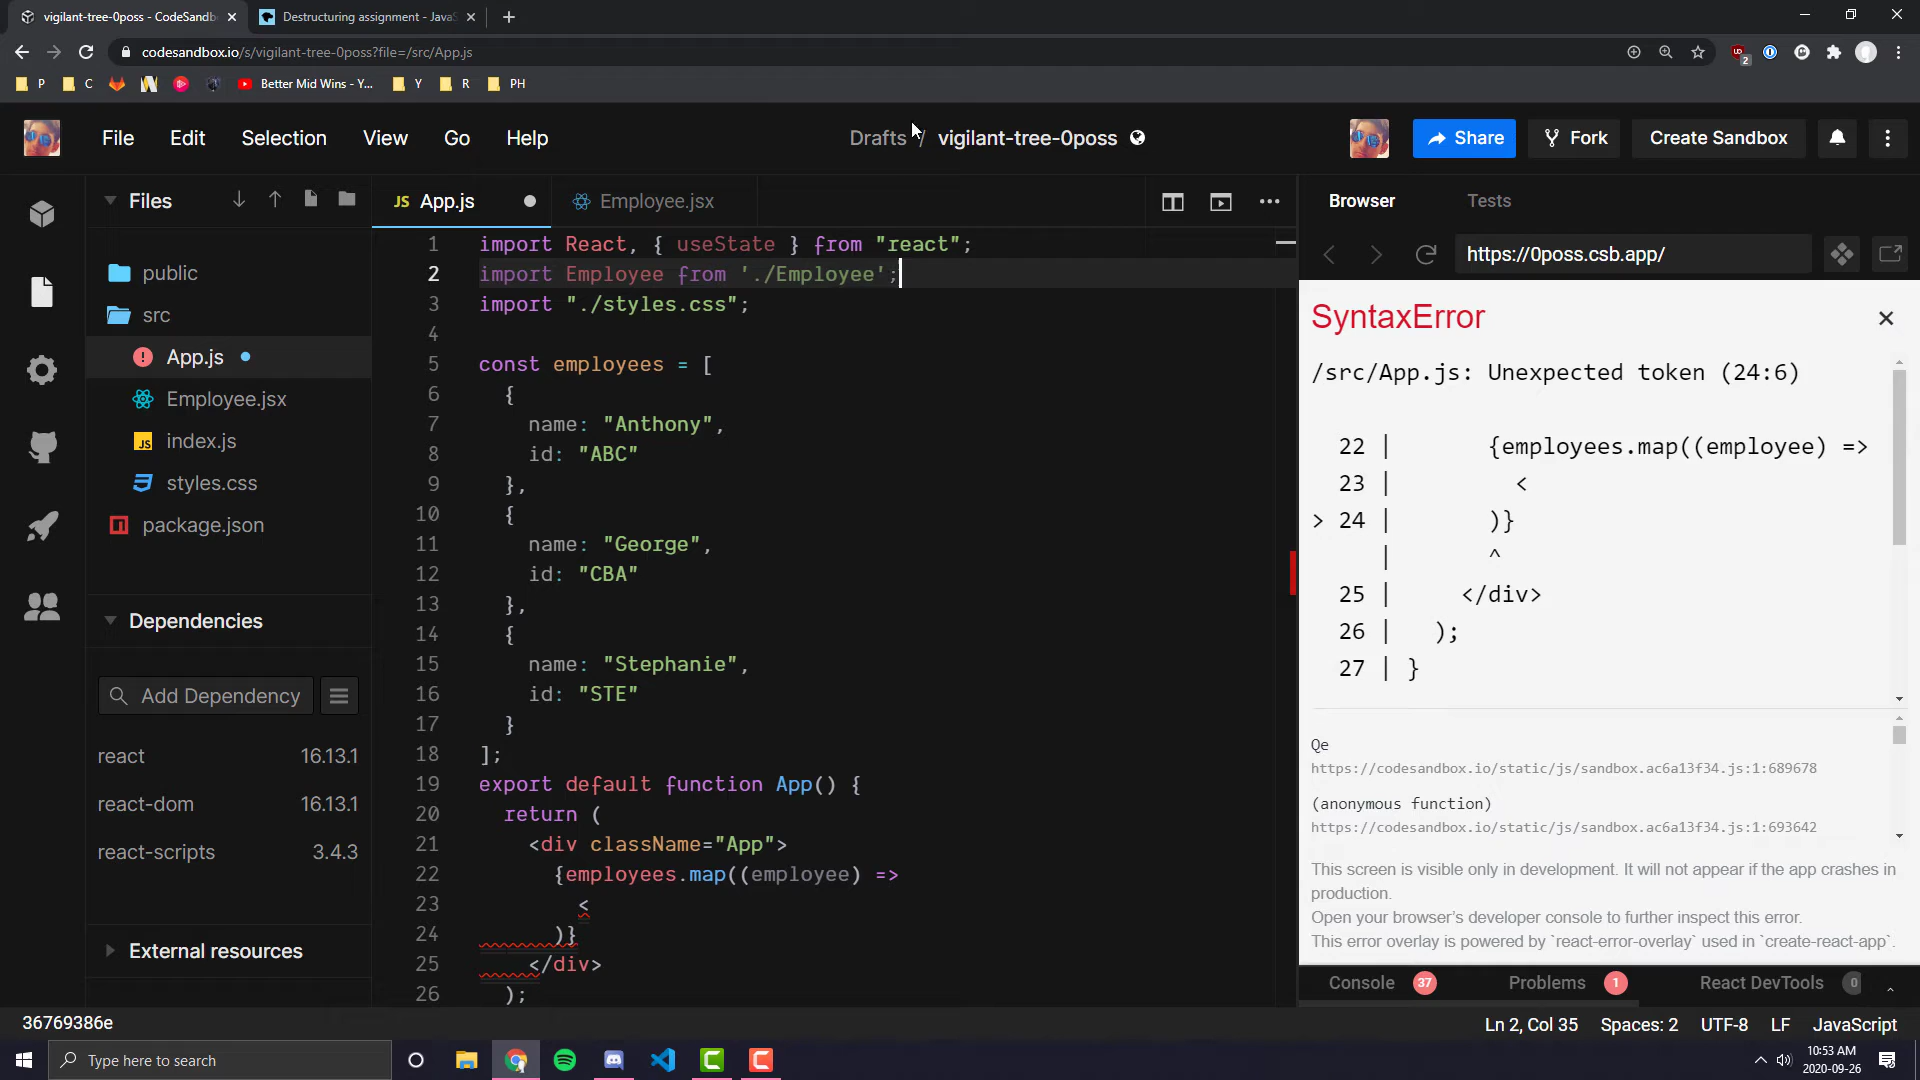 vigilant-tree-0poss - CodeSandb
Destructuring assignment - JavaS
codesandbox.io/s/vigilant-tree-0poss?file=/src/App.js
2
P
C
Better Mid Wins - Y...
Y
R
PH
File
Edit
Selection
View
Go
Help
Drafts / vigilant-tree-0poss
Share
Fork
Create Sandbox
Files
JS App.js
Employee.jsx
Browser
Tests
https://0poss.csb.app/
public
src
App.js
Employee.jsx
JS index.js
styles.css
package.json
Dependencies
Add Dependency
react 16.13.1
react-dom 16.13.1
react-scripts 3.4.3
External resources
1 import React, { useState } from "react";
2 import Employee from './Employee';
3 import "./styles.css";
4
5 const employees = [
6 {
7 name: "Anthony",
8 id: "ABC"
9 },
10 {
11 name: "George",
12 id: "CBA"
13 },
14 {
15 name: "Stephanie",
16 id: "STE"
17 }
18 ];
19 export default function App() {
20 return (
21 <div className="App">
22 {employees.map((employee) =>
23 <
24 )}
25 </div>
26 );
SyntaxError
/src/App.js: Unexpected token (24:6)
22 | {employees.map((employee) =>
23 | <
> 24 | )}
| ^
25 | </div>
26 | );
27 | }
Qe
https://codesandbox.io/static/js/sandbox.ac6a13f34.js:1:689678
(anonymous function)
https://codesandbox.io/static/js/sandbox.ac6a13f34.js:1:693642
This screen is visible only in development. It will not appear if the app crashes in
production.
Open your browser's developer console to further inspect this error.
This error overlay is powered by `react-error-overlay` used in `create-react-app`.
Console 37
Problems 1
React DevTools 0
36769386e
Ln 2, Col 35
Spaces: 2
UTF-8
LF
JavaScript
Type here to search
10:53 AM
2020-09-26